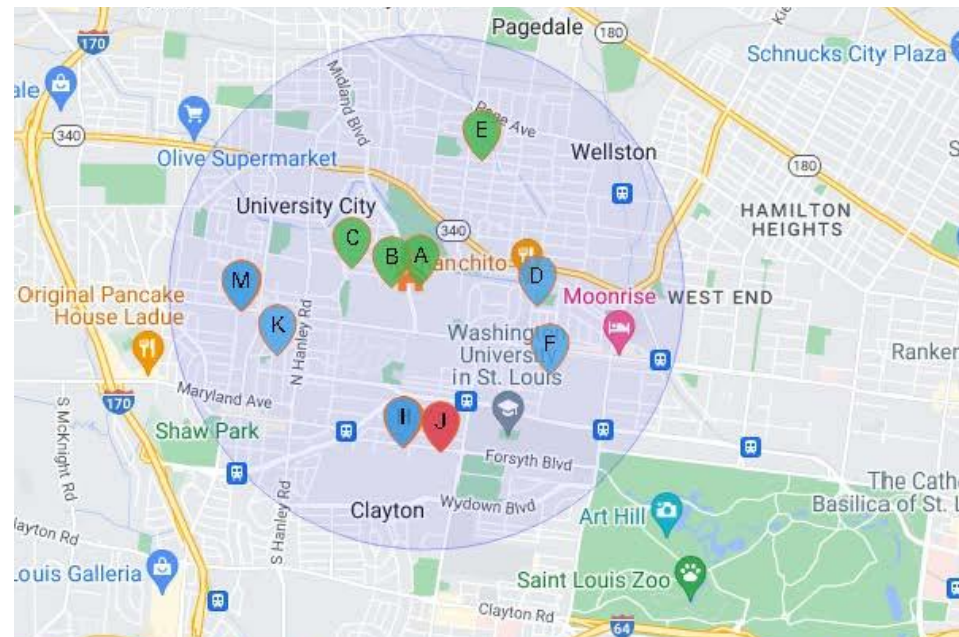 Pagedale
180
170
Schnucks City Plaza
Midland Blvd
340
Page Ave
E
Olive Supermarket
Wellston
180
University City
HAMILTON
HEIGHTS
340
C
B
A
anchito
D
M
Original Pancake
House Ladue
Moonrise
WEST END
K
N Hanley Rd
Washington
University
in St. Louis
F
Ranken
Maryland Ave
170
S McKnight Rd
I
J
Shaw Park
Forsyth Blvd
S Hanley Rd
Clayton
Wydown Blvd
The Cath
Basilica of St. L
Art Hill
layton Rd
Louis Galleria
Saint Louis Zoo
Clayton Rd
64